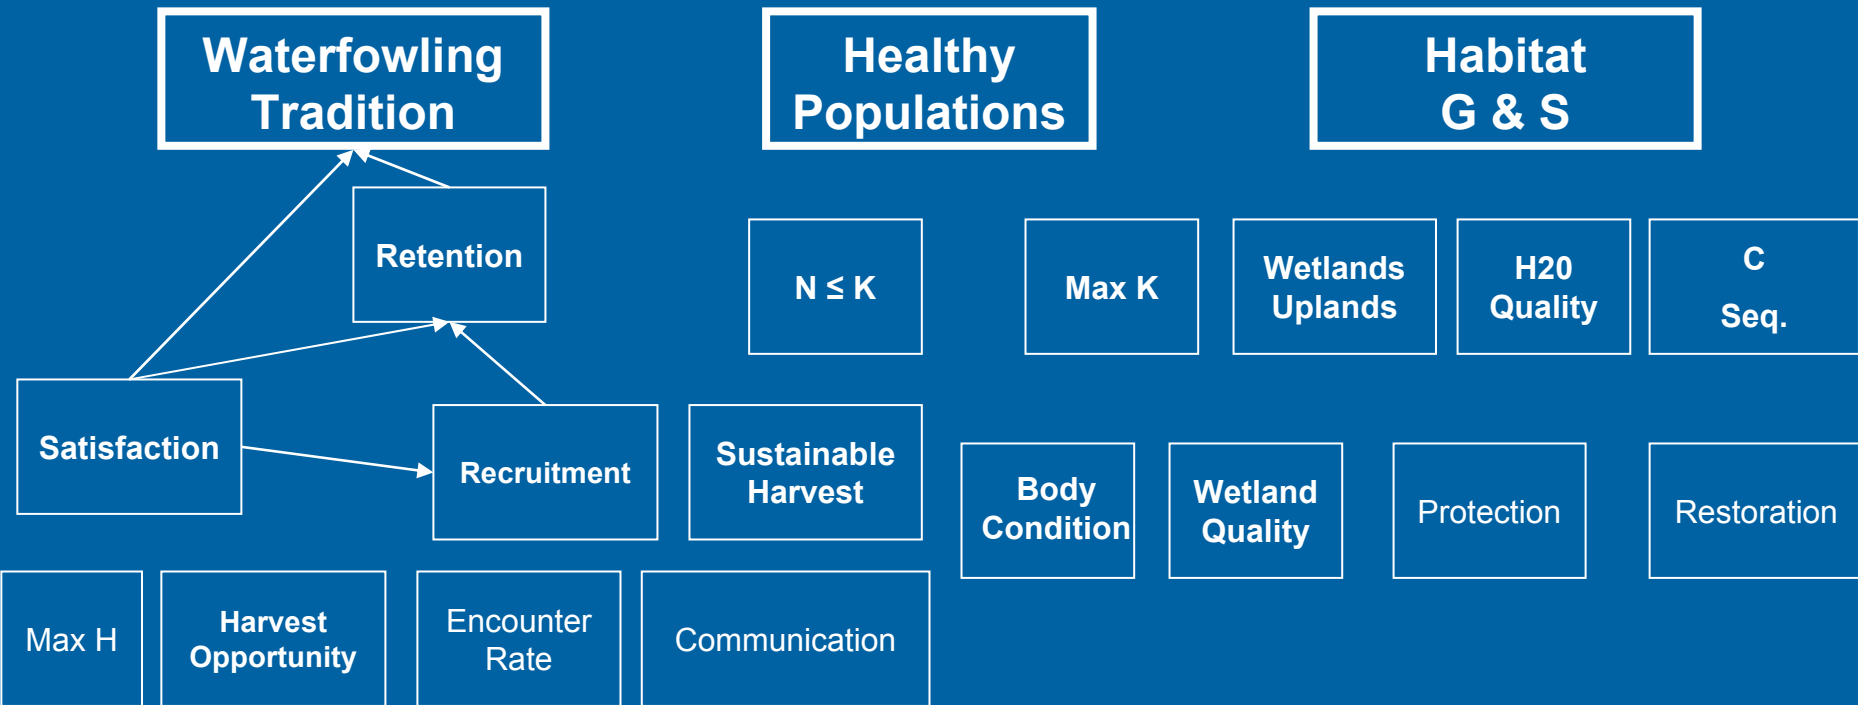 Waterfowling
Tradition
Healthy
Populations
Habitat
G & S
Retention
N ≤ K
Max K
Wetlands
Uplands
H20
Quality
C
Seq.
Satisfaction
Recruitment
Sustainable
Harvest
Body
Condition
Wetland
Quality
Protection
Restoration
Max H
Harvest
Opportunity
Encounter
Rate
Communication